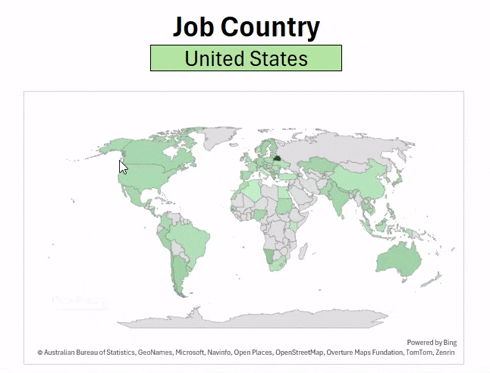 Job Country
United States
Powered by Bing
© Australian Bureau of Statistics, GeoNames, Microsoft, Navinfo, Open Places, OpenStreetMap, Overture Maps Fundation, TomTom, Zenrin